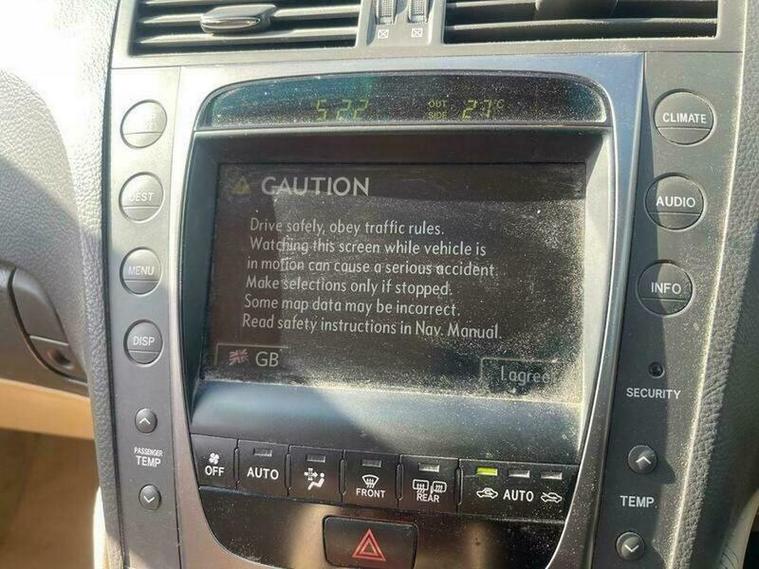 5:22 OUT SIDE 27°C
CAUTION
Drive safely, obey traffic rules.
Watching this screen while vehicle is
in motion can cause a serious accident.
Make selections only if stopped.
Some map data may be incorrect.
Read safety instructions in Nav. Manual.
GB
I agree
DEST
MENU
DISP
PASSENGER
TEMP
CLIMATE
AUDIO
INFO
SECURITY
TEMP
OFF
AUTO
FRONT
REAR
AUTO